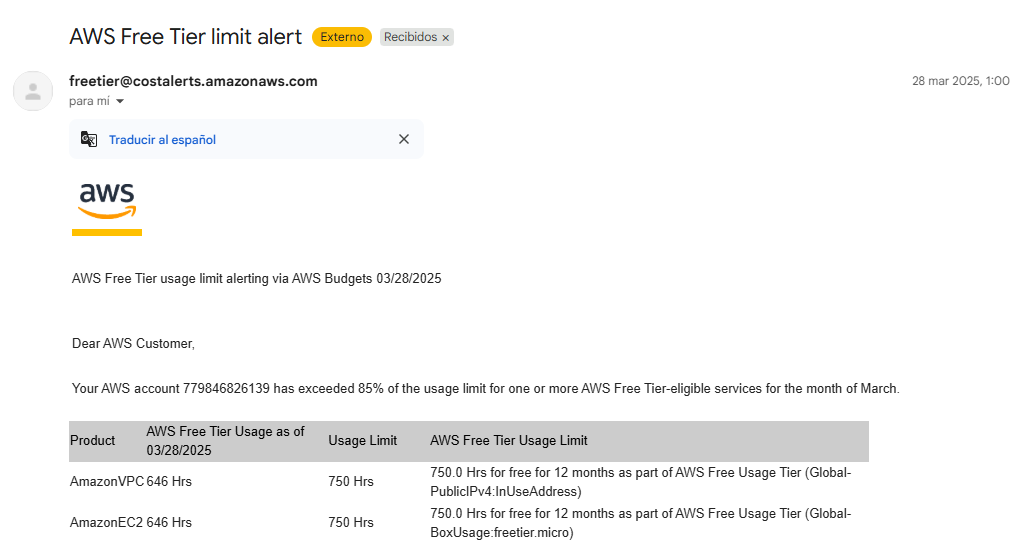 AWS Free Tier limit alert Externo Recibidos ×
freetier@costalerts.amazonaws.com 28 mar 2025, 1:00
para mí
Traducir al español
aws
AWS Free Tier usage limit alerting via AWS Budgets 03/28/2025
Dear AWS Customer,
Your AWS account 779846826139 has exceeded 85% of the usage limit for one or more AWS Free Tier-eligible services for the month of March.
Product AWS Free Tier Usage as of 03/28/2025 Usage Limit AWS Free Tier Usage Limit
AmazonVPC 646 Hrs 750 Hrs 750.0 Hrs for free for 12 months as part of AWS Free Usage Tier (Global-
PublicIPv4:InUseAddress)
AmazonEC2 646 Hrs 750 Hrs 750.0 Hrs for free for 12 months as part of AWS Free Usage Tier (Global-
BoxUsage:freetier.micro)